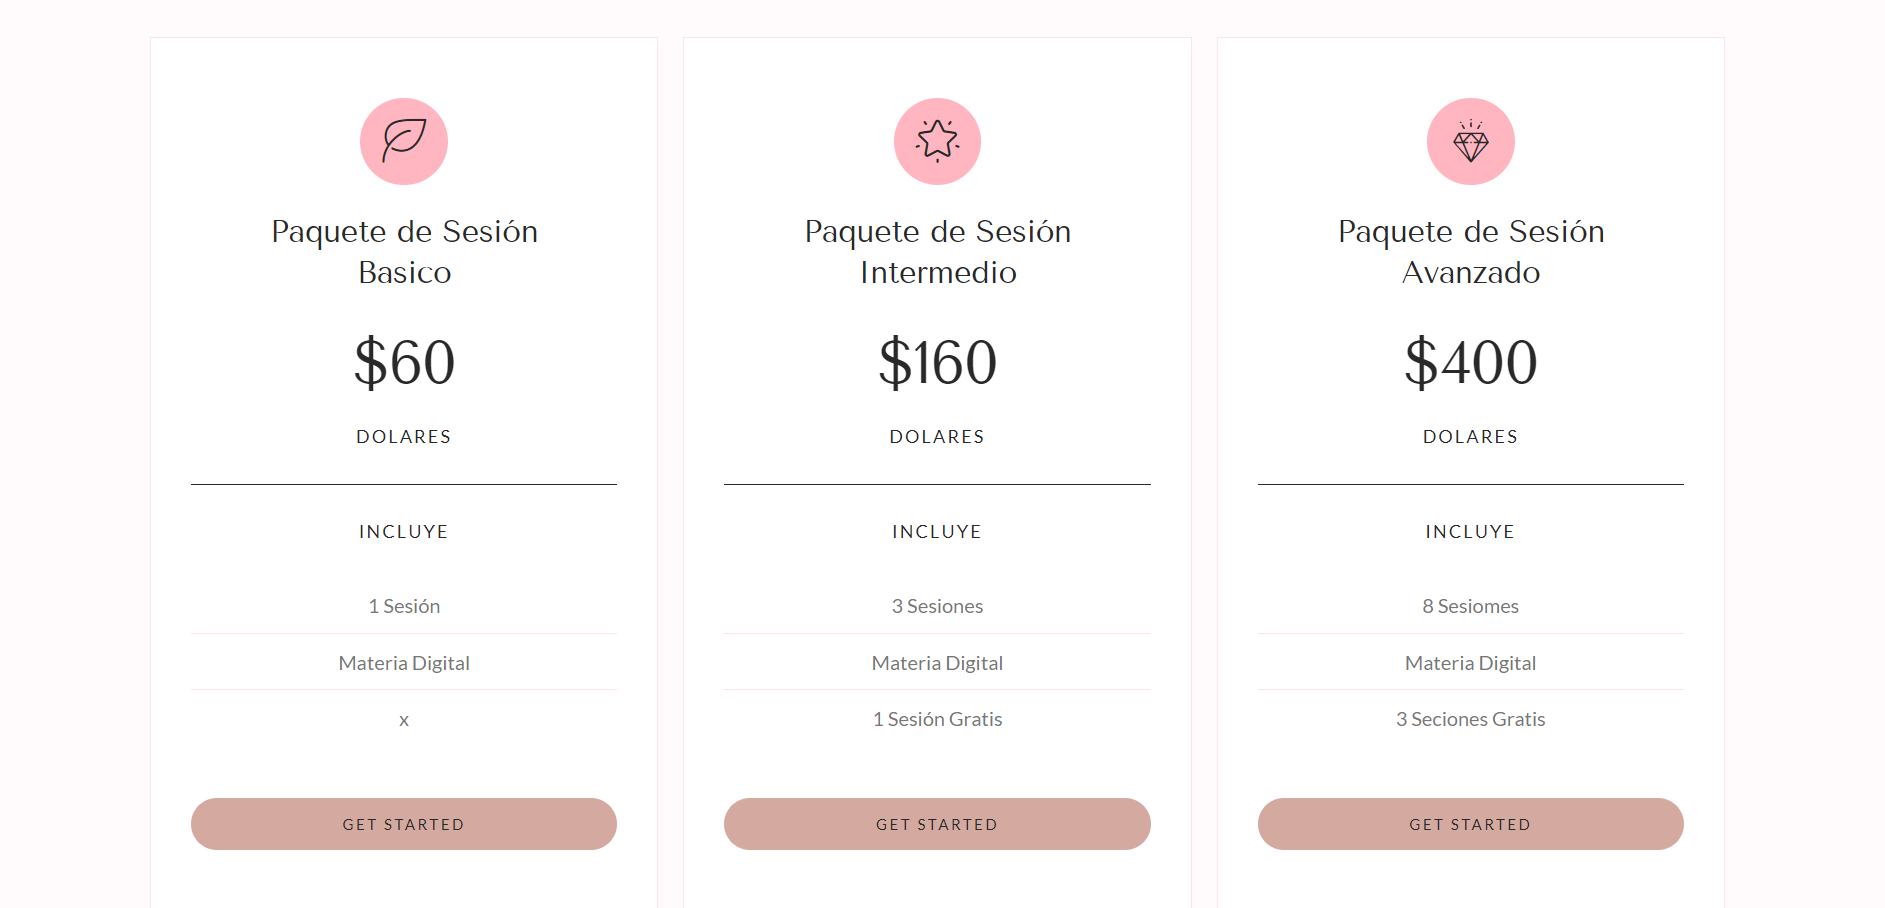 Paquete de Sesión
Basico
$60
DOLARES
INCLUYE
1 Sesión
Materia Digital
x
GET STARTED
Paquete de Sesión
Intermedio
$160
DOLARES
INCLUYE
3 Sesiones
Materia Digital
1 Sesión Gratis
GET STARTED
Paquete de Sesión
Avanzado
$400
DOLARES
INCLUYE
8 Sesiomes
Materia Digital
3 Seciones Gratis
GET STARTED